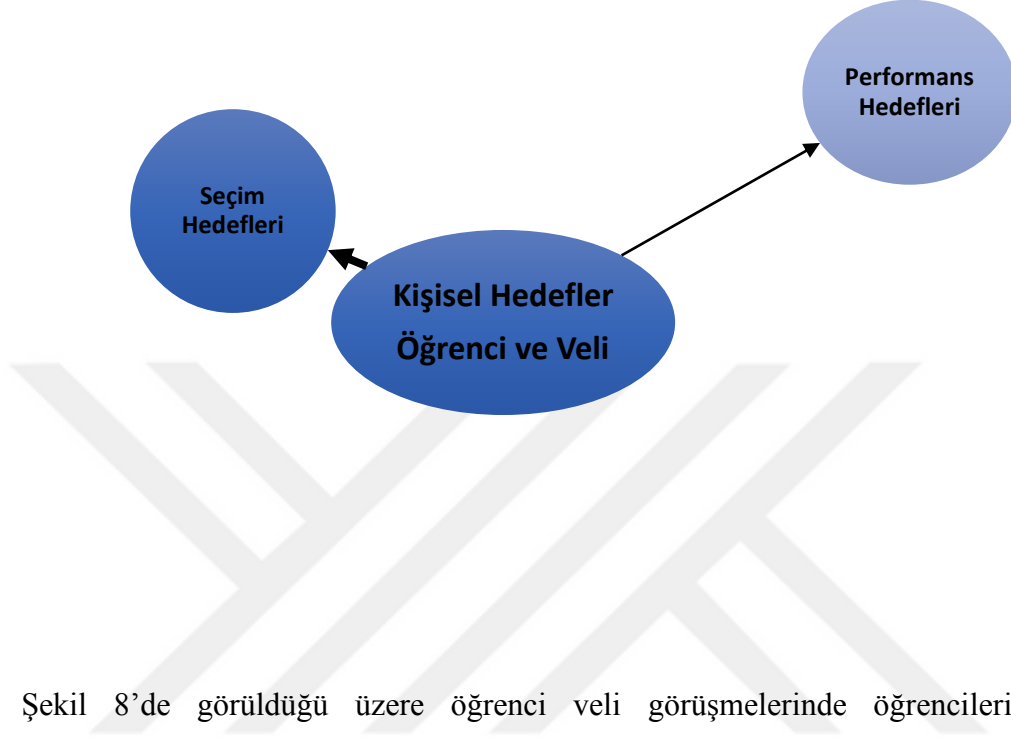 Performans
Hedefleri
Seçim
Hedefleri
Kişisel Hedefler
Öğrenci ve Veli
Şekil 8’de görüldüğü üzere öğrenci veli görüşmelerinde öğrencileri